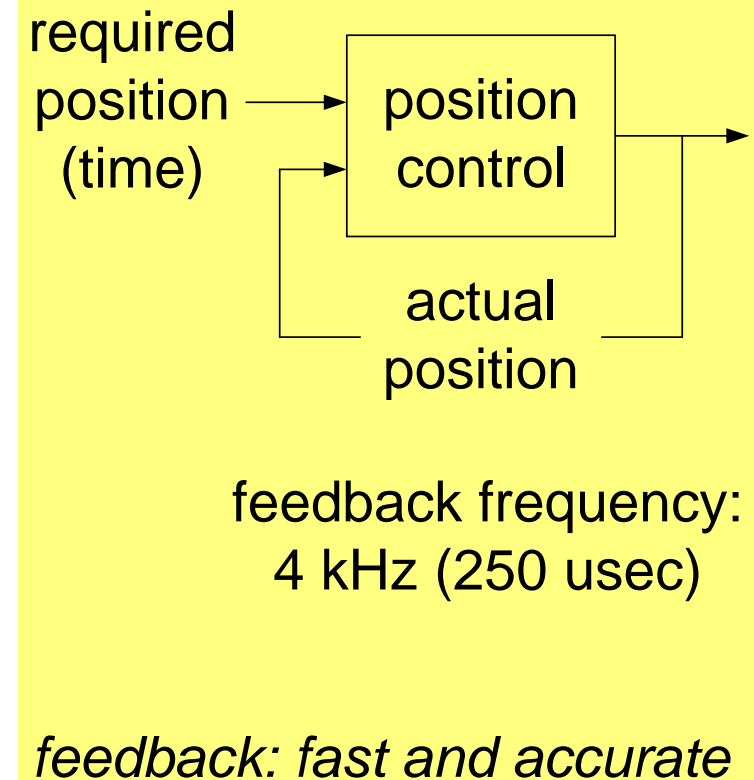 required
position
(time)
position
control
actual
position
feedback frequency:
4 kHz (250 usec)
feedback: fast and accurate